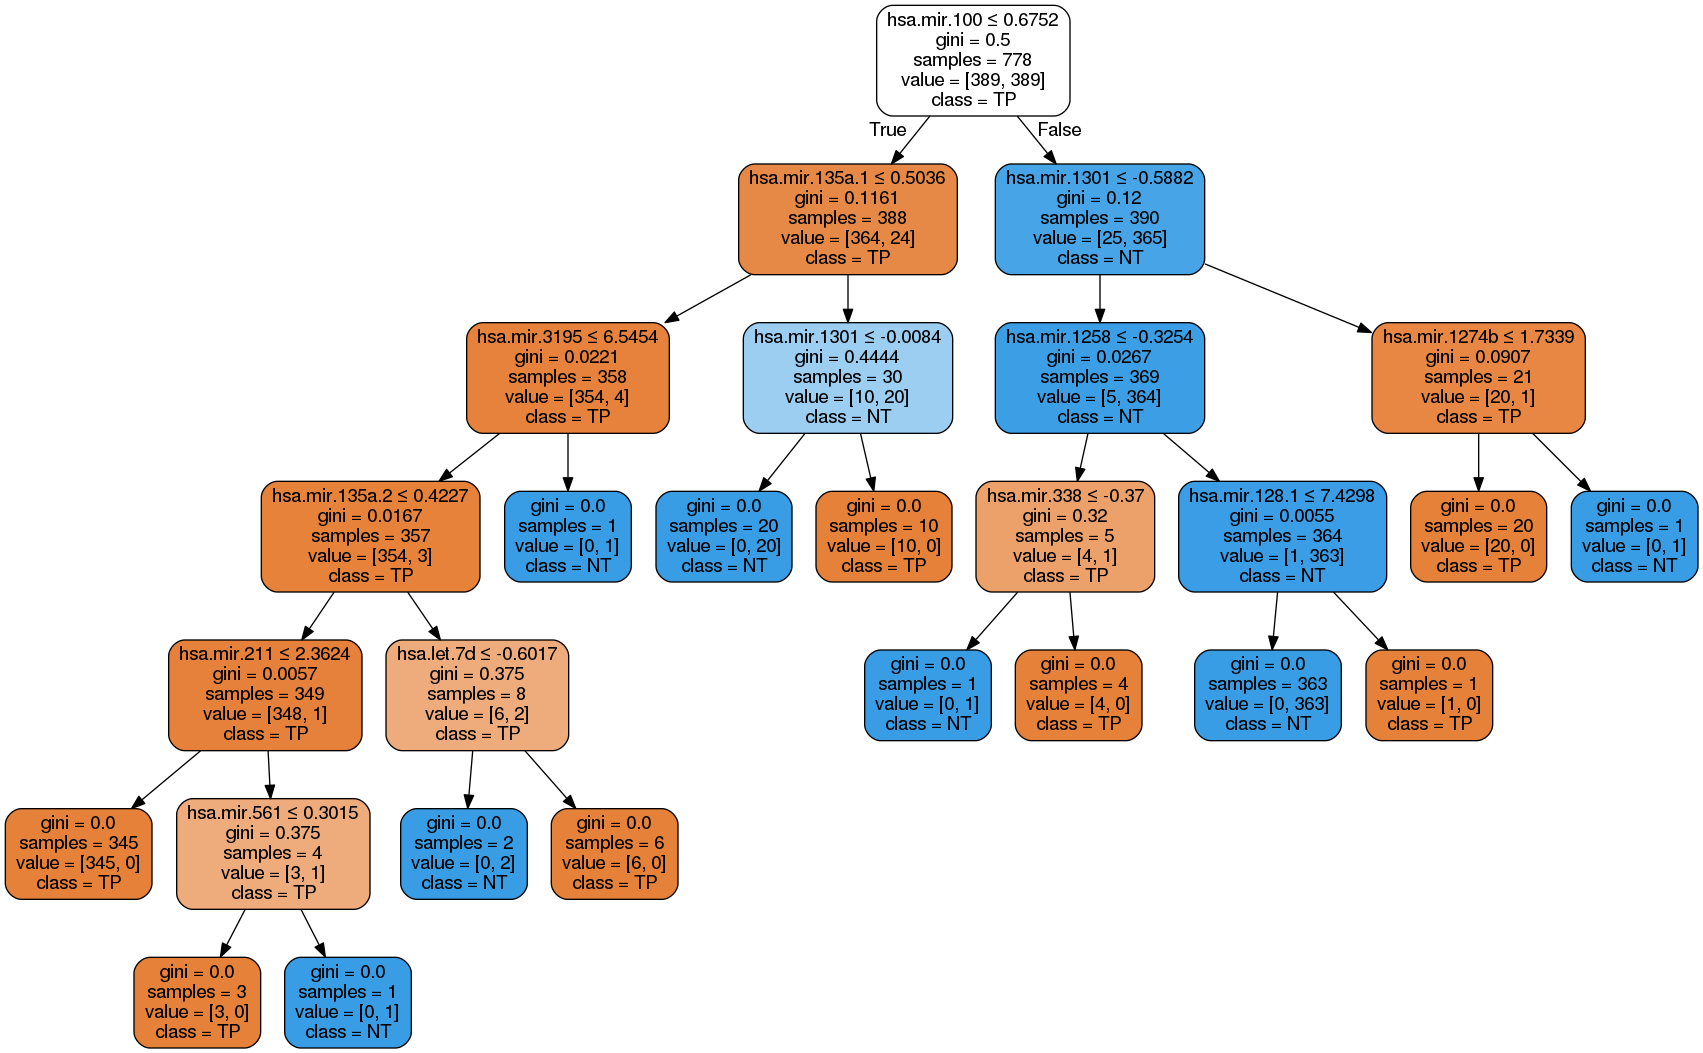 hsa.mir.100 ≤ 0.6752
gini = 0.5
samples = 778
value = [389, 389]
class = TP
True
False
hsa.mir.135a.1 ≤ 0.5036
gini = 0.1161
samples = 388
value = [364, 24]
class = TP
hsa.mir.1301 ≤ -0.5882
gini = 0.12
samples = 390
value = [25, 365]
class = NT
hsa.mir.3195 ≤ 6.5454
gini = 0.0221
samples = 358
value = [354, 4]
class = TP
hsa.mir.1301 ≤ -0.0084
gini = 0.4444
samples = 30
value = [10, 20]
class = NT
hsa.mir.1258 ≤ -0.3254
gini = 0.0267
samples = 369
value = [5, 364]
class = NT
hsa.mir.1274b ≤ 1.7339
gini = 0.0907
samples = 21
value = [20, 1]
class = TP
hsa.mir.135a.2 ≤ 0.4227
gini = 0.0167
samples = 357
value = [354, 3]
class = TP
gini = 0.0
samples = 1
value = [0, 1]
class = NT
gini = 0.0
samples = 20
value = [0, 20]
class = NT
gini = 0.0
samples = 10
value = [10, 0]
class = TP
hsa.mir.338 ≤ -0.37
gini = 0.32
samples = 5
value = [4, 1]
class = TP
hsa.mir.128.1 ≤ 7.4298
gini = 0.0055
samples = 364
value = [1, 363]
class = NT
gini = 0.0
samples = 20
value = [20, 0]
class = TP
gini = 0.0
samples = 1
value = [0, 1]
class = NT
hsa.mir.211 ≤ 2.3624
gini = 0.0057
samples = 349
value = [348, 1]
class = TP
hsa.let.7d ≤ -0.6017
gini = 0.375
samples = 8
value = [6, 2]
class = TP
gini = 0.0
samples = 1
value = [0, 1]
class = NT
gini = 0.0
samples = 4
value = [4, 0]
class = TP
gini = 0.0
samples = 363
value = [0, 363]
class = NT
gini = 0.0
samples = 1
value = [1, 0]
class = TP
gini = 0.0
samples = 345
value = [345, 0]
class = TP
hsa.mir.561 ≤ 0.3015
gini = 0.375
samples = 4
value = [3, 1]
class = TP
gini = 0.0
samples = 2
value = [0, 2]
class = NT
gini = 0.0
samples = 6
value = [6, 0]
class = TP
gini = 0.0
samples = 3
value = [3, 0]
class = TP
gini = 0.0
samples = 1
value = [0, 1]
class = NT